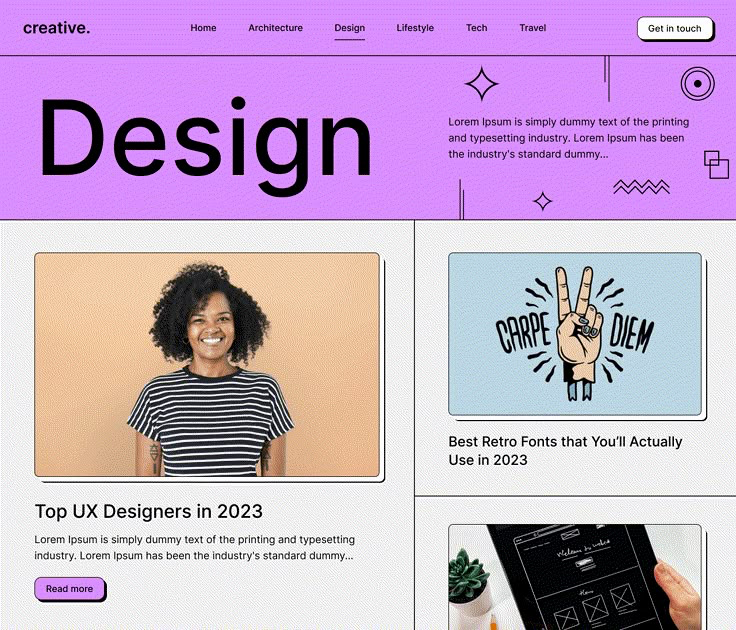 creative.
Home
Architecture
Design
Lifestyle
Tech
Travel
Get in touch
Design
Lorem Ipsum is simply dummy text of the printing
and typesetting industry. Lorem Ipsum has been
the industry's standard dummy...
Top UX Designers in 2023
Lorem Ipsum is simply dummy text of the printing and typesetting
industry. Lorem Ipsum has been the industry's standard dummy...
Read more
CARPE DIEM
Best Retro Fonts that You'll Actually
Use in 2023
Welcome to